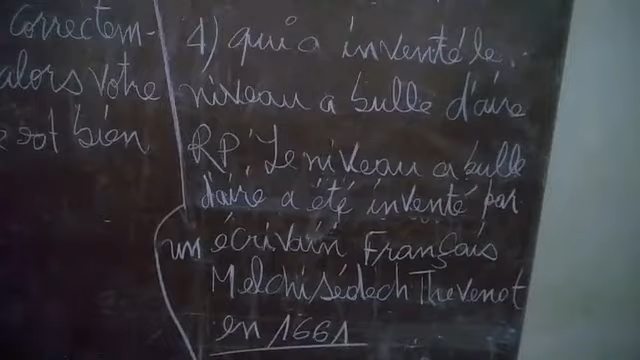 correctem-
alors votre
sot bien
4) qui a inventé le
niveau a bulle d'aire
RP: Le niveau a bulle
d'aire a été inventé par
un écrivain Français
Melchisédech Thevenot
en 1661